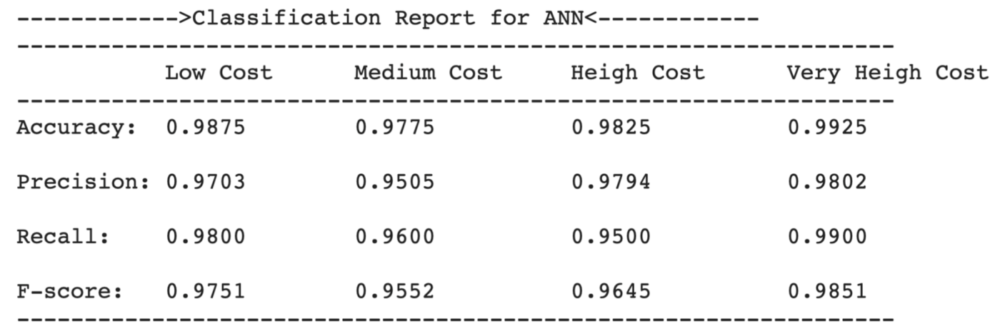 ------------>Classification Report for ANN<------------
-----------------------------------------------------------------
Low Cost Medium Cost Heigh Cost Very Heigh Cost
-----------------------------------------------------------------
Accuracy: 0.9875 0.9775 0.9825 0.9925
Precision: 0.9703 0.9505 0.9794 0.9802
Recall: 0.9800 0.9600 0.9500 0.9900
F-score: 0.9751 0.9552 0.9645 0.9851
-----------------------------------------------------------------